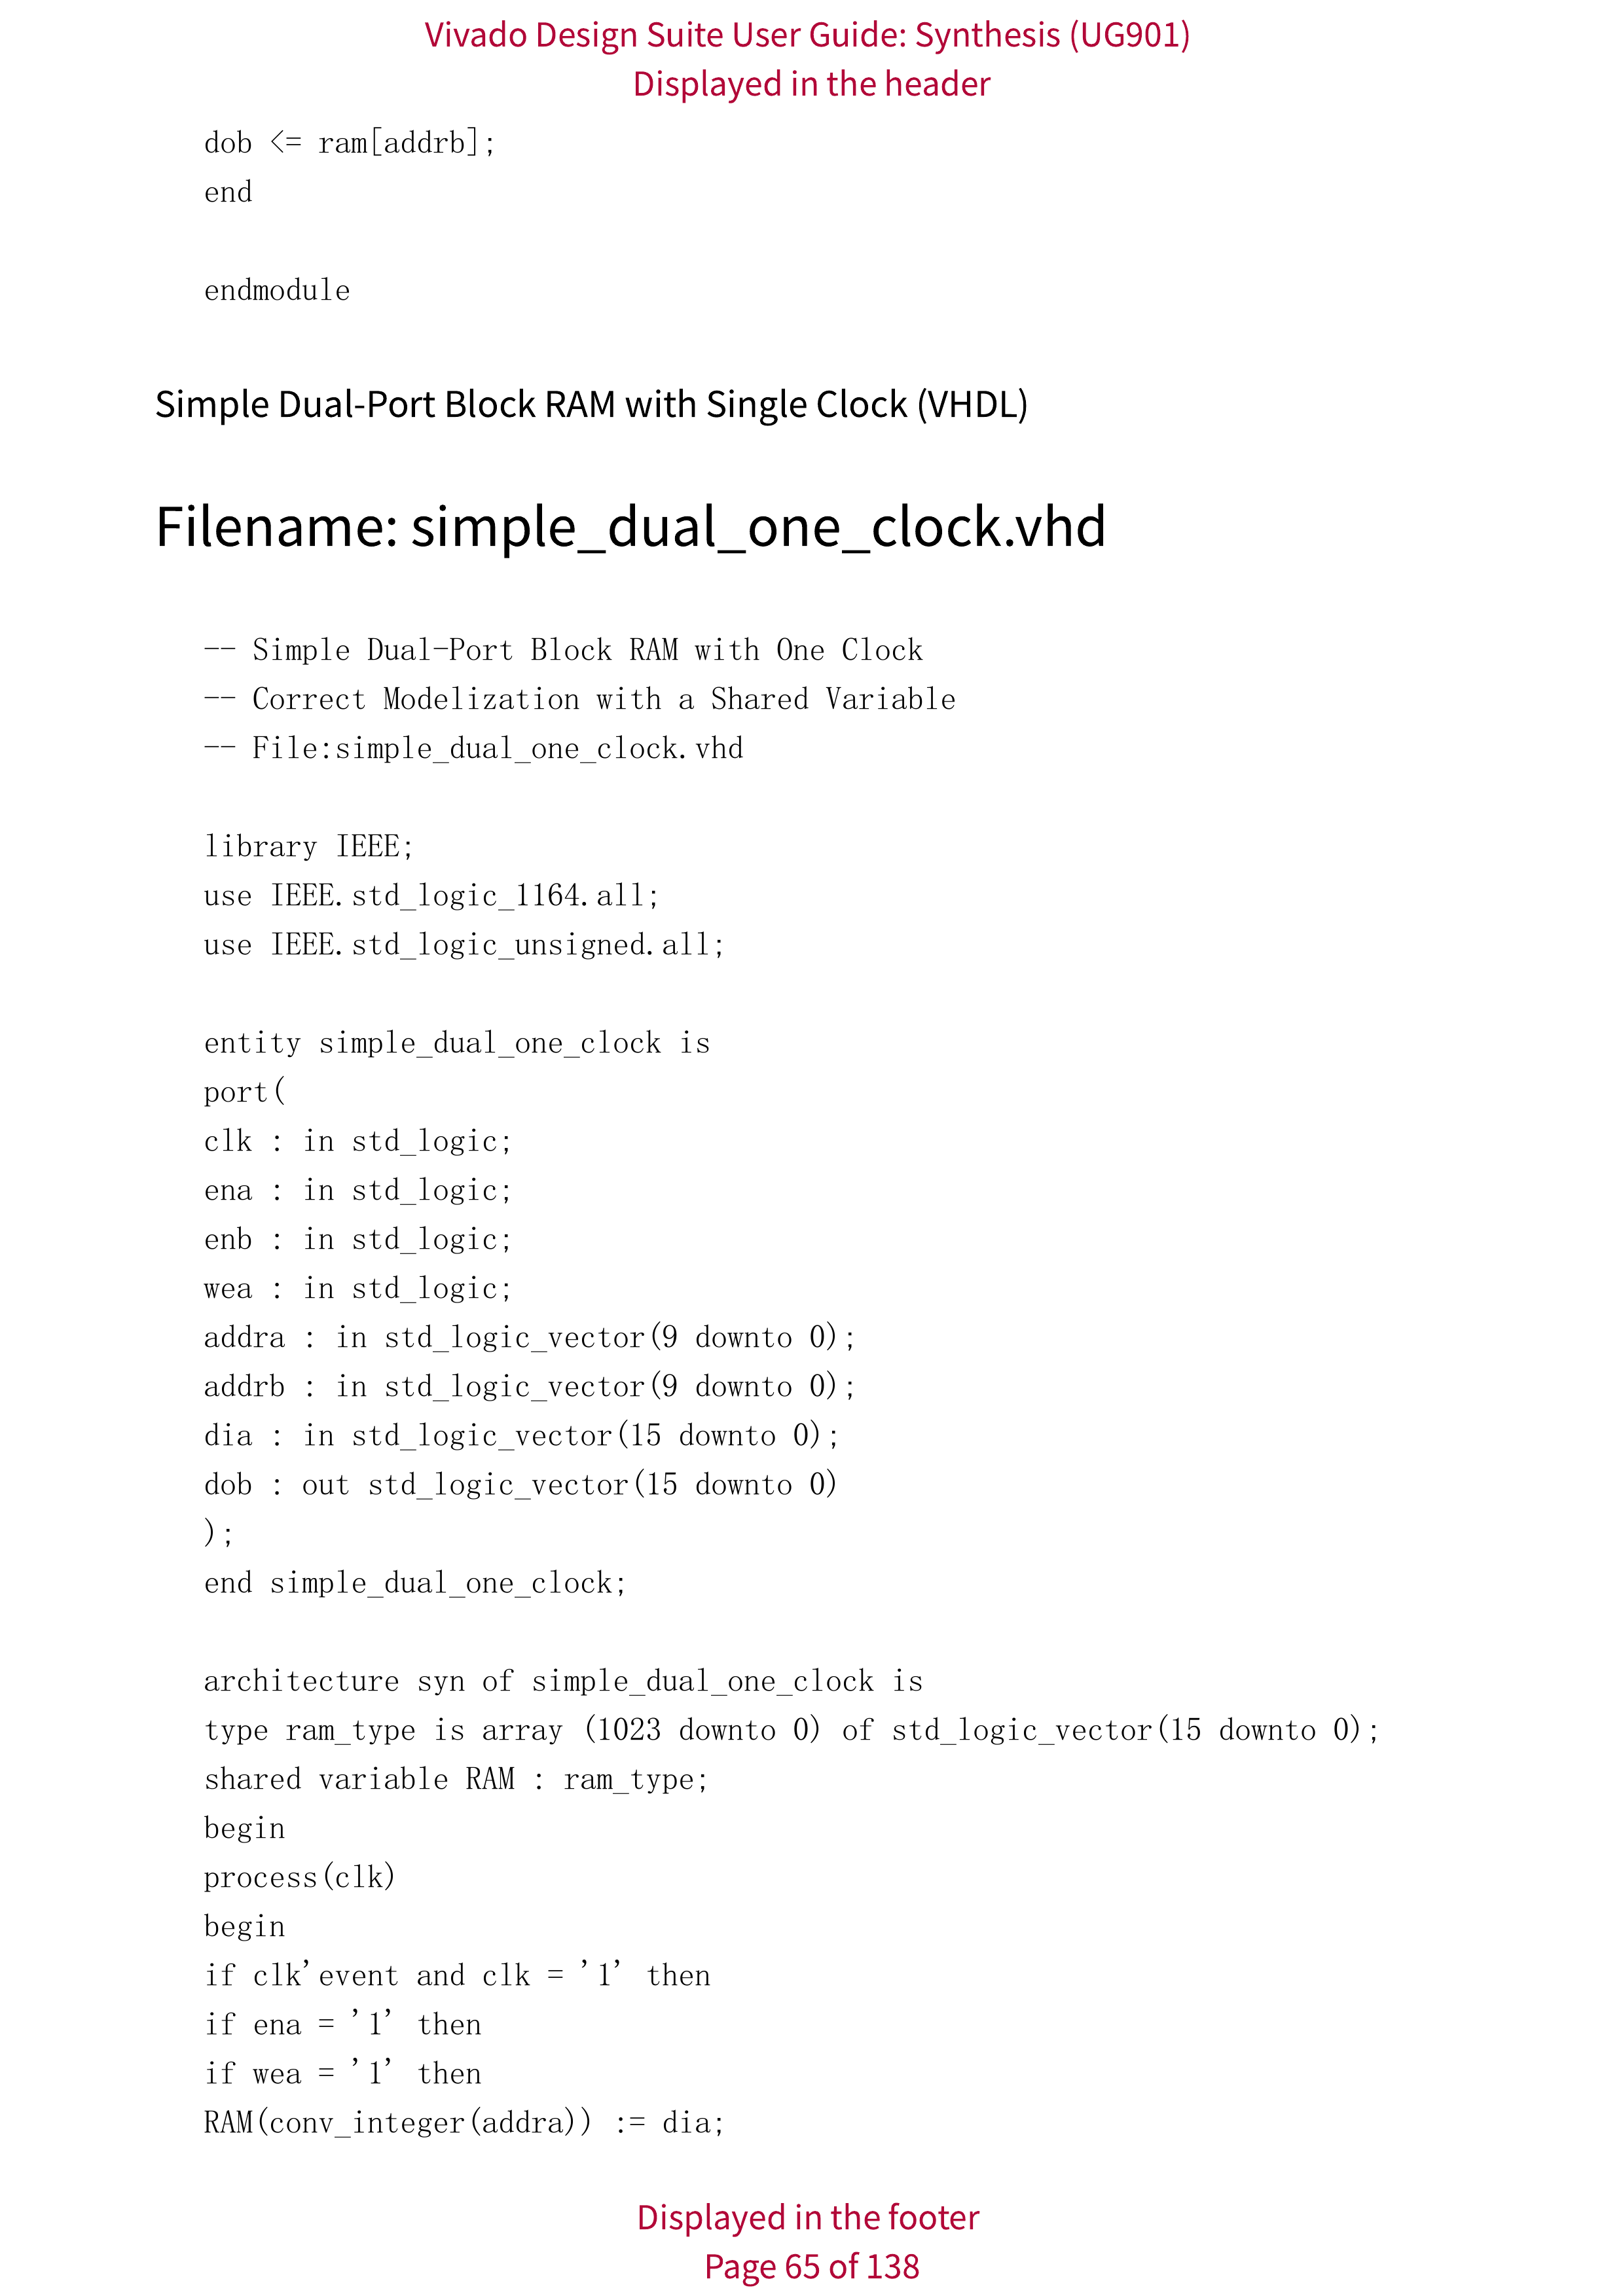 Vivado Design Suite User Guide: Synthesis (UG901)
Displayed in the header
dob <= ram[addrb];
end
endmodule
Simple Dual-Port Block RAM with Single Clock (VHDL)
Filename: simple_dual_one_clock.vhd
-- Simple Dual-Port Block RAM with One Clock
-- Correct Modelization with a Shared Variable
-- File:simple_dual_one_clock.vhd
library IEEE;
use IEEE.std_logic_1164.all;
use IEEE.std_logic_unsigned.all;
entity simple_dual_one_clock is
port(
clk : in std_logic;
ena : in std_logic;
enb : in std_logic;
wea : in std_logic;
addra : in std_logic_vector(9 downto 0);
addrb : in std_logic_vector(9 downto 0);
dia : in std_logic_vector(15 downto 0);
dob : out std_logic_vector(15 downto 0)
);
end simple_dual_one_clock;
architecture syn of simple_dual_one_clock is
type ram_type is array (1023 downto 0) of std_logic_vector(15 downto 0);
shared variable RAM : ram_type;
begin
process(clk)
begin
if clk'event and clk = '1' then
if ena = '1' then
if wea = '1' then
RAM(conv_integer(addra)) := dia;
Displayed in the footer
Page 65 of 138